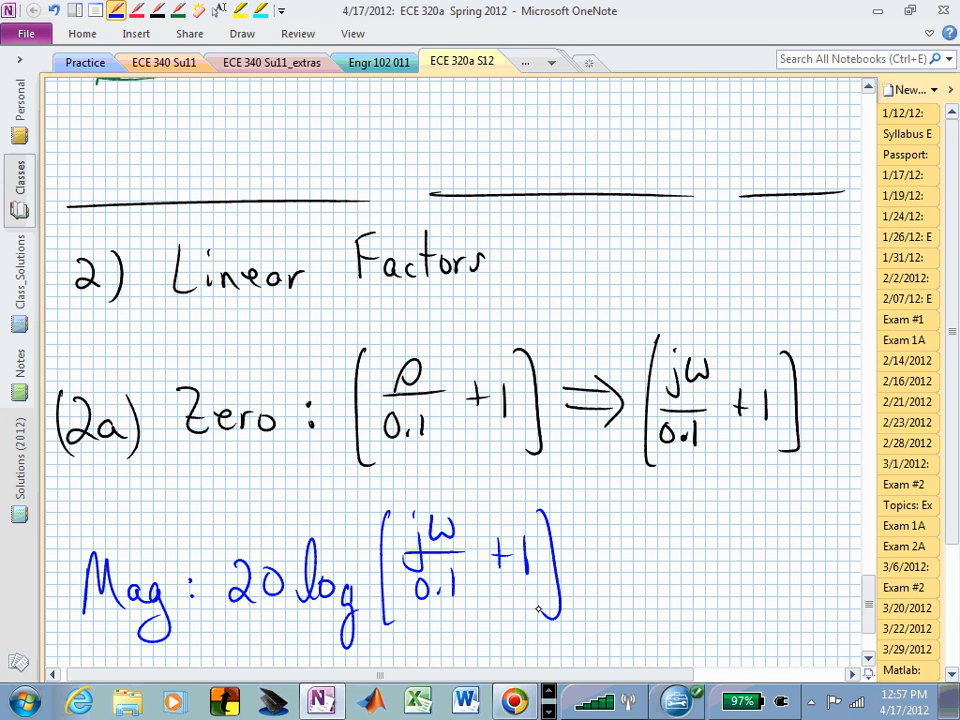 4/17/2012: ECE 320a Spring 2012 - Microsoft OneNote
File Home Insert Share Draw Review View
Practice ECE 340 Su11 ECE 340 Su11_extras Engr 102 011 ECE 320a S12 ... Search All Notebooks (Ctrl+E)
Personal
Classes
Class_Solutions
Notes
Solutions (2012)
2) Linear Factors
(2a) Zero: [s/0.1 + 1] ⇒ [jω/0.1 + 1]
Mag: 20 log [jω/0.1 + 1]
New...
1/12/12:
Syllabus E
Passport:
1/17/12:
1/19/12:
1/24/12:
1/26/12: E
1/31/12:
2/2/2012
2/07/12: E
Exam #1
Exam 1A
2/14/2012
2/16/2012
2/21/2012
2/23/2012
2/28/2012
3/1/2012:
Exam #2
Topics: Ex
Exam 1A
Exam 2A
3/6/2012:
Exam #2
3/20/2012
3/22/2012
3/29/2012
Matlab:
97% 12:57 PM
4/17/2012